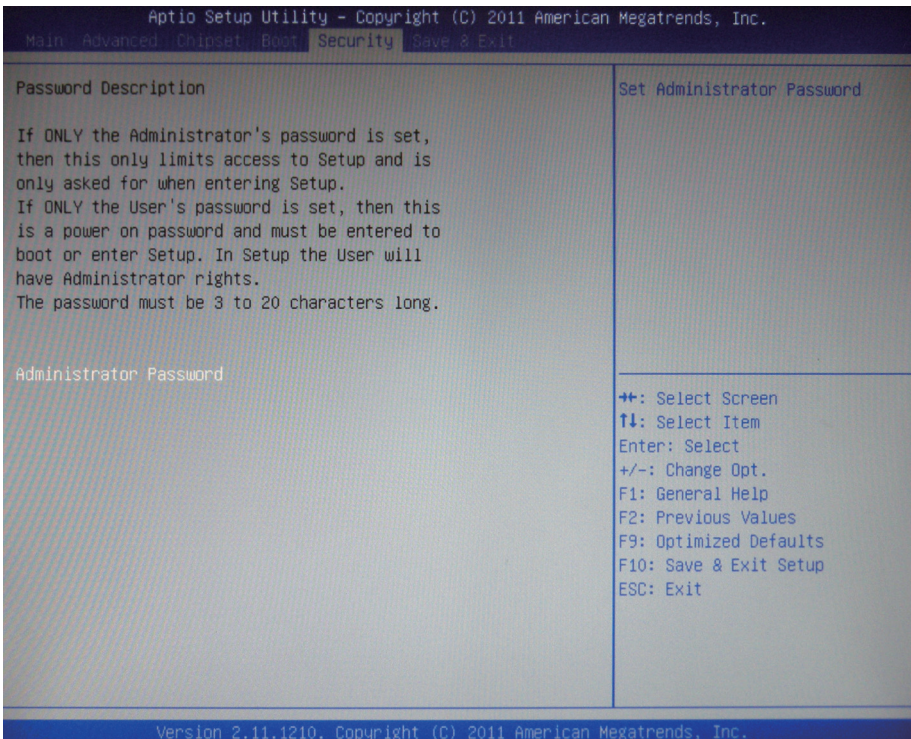 Aptio Setup Utility – Copyright (C) 2011 American Megatrends, Inc.
Main Advanced Chipset Boot Security Save & Exit
Password Description
If ONLY the Administrator's password is set,
then this only limits access to Setup and is
only asked for when entering Setup.
If ONLY the User's password is set, then this
is a power on password and must be entered to
boot or enter Setup. In Setup the User will
have Administrator rights.
The password must be 3 to 20 characters long.
Administrator Password
Set Administrator Password
→←: Select Screen
↑↓: Select Item
Enter: Select
+/-: Change Opt.
F1: General Help
F2: Previous Values
F9: Optimized Defaults
F10: Save & Exit Setup
ESC: Exit
Version 2.11.1210. Copyright (C) 2011 American Megatrends, Inc.